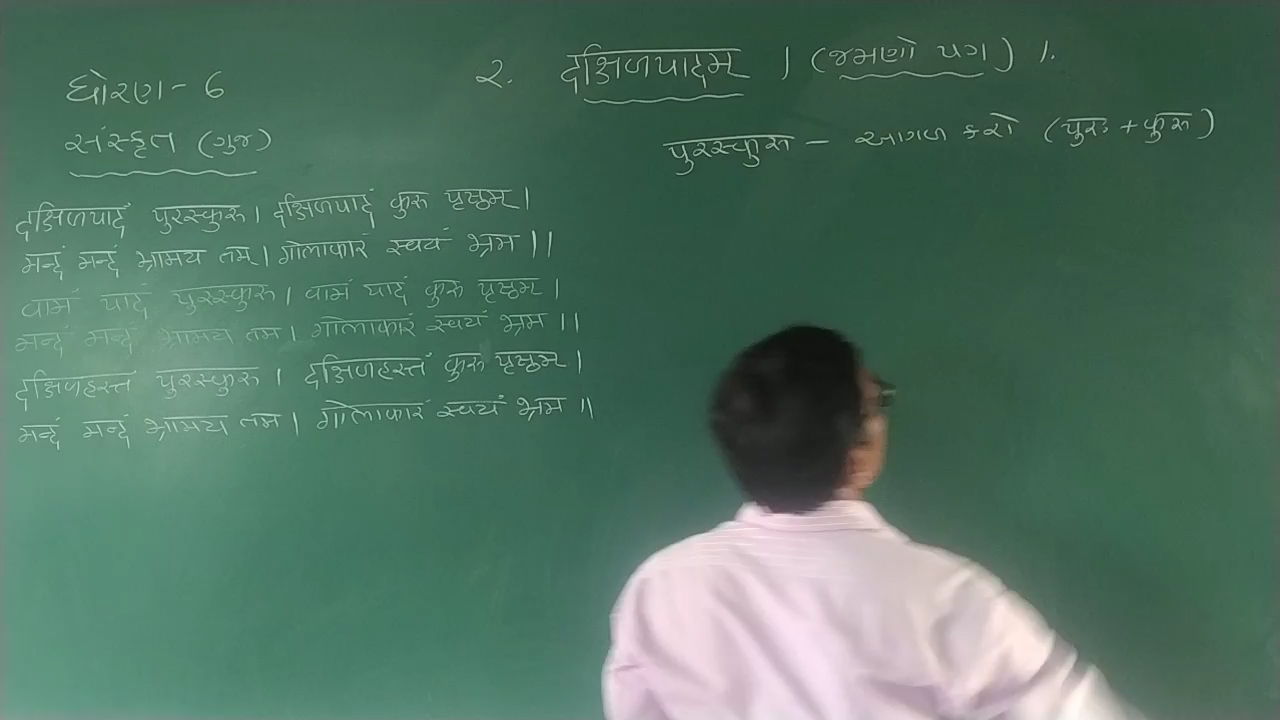 ધોરણ - 6
સંસ્કૃત (ગુજ)
૨. दक्षिणपादम् । (જમણો પગ) ।.
पुरस्कुरु - આગળ કરો (पुरः + कुरु)
दक्षिणपादं पुरस्कुरु । दक्षिणपादं कुरु पृष्ठम् ।
मन्दं मन्दं भ्रामय तम् । गोलाकारं स्वयं भ्रम ।।
वामं पादं पुरस्कुरु । वामं पादं कुरु पृष्ठम् ।
मन्दं मन्दं भ्रामय तम । गोलाकारं स्वयं भ्रम ।।
दक्षिणहस्तं पुरस्कुरु । दक्षिणहस्तं कुरु पृष्ठम् ।
मन्दं मन्दं भ्रामय तम । गोलाकारं स्वयं भ्रम ॥